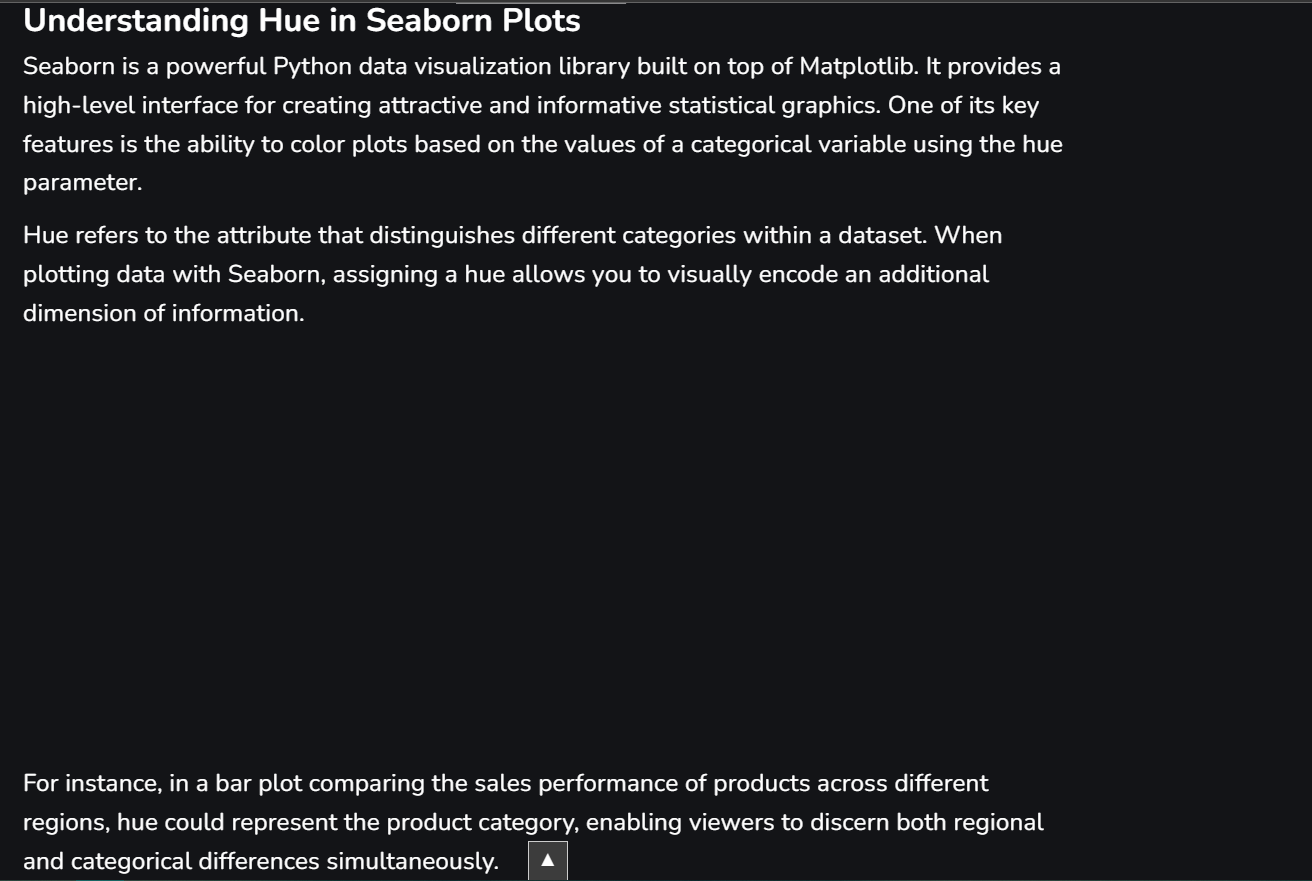 Understanding Hue in Seaborn Plots
Seaborn is a powerful Python data visualization library built on top of Matplotlib. It provides a
high-level interface for creating attractive and informative statistical graphics. One of its key
features is the ability to color plots based on the values of a categorical variable using the hue
parameter.
Hue refers to the attribute that distinguishes different categories within a dataset. When
plotting data with Seaborn, assigning a hue allows you to visually encode an additional
dimension of information.
For instance, in a bar plot comparing the sales performance of products across different
regions, hue could represent the product category, enabling viewers to discern both regional
and categorical differences simultaneously.